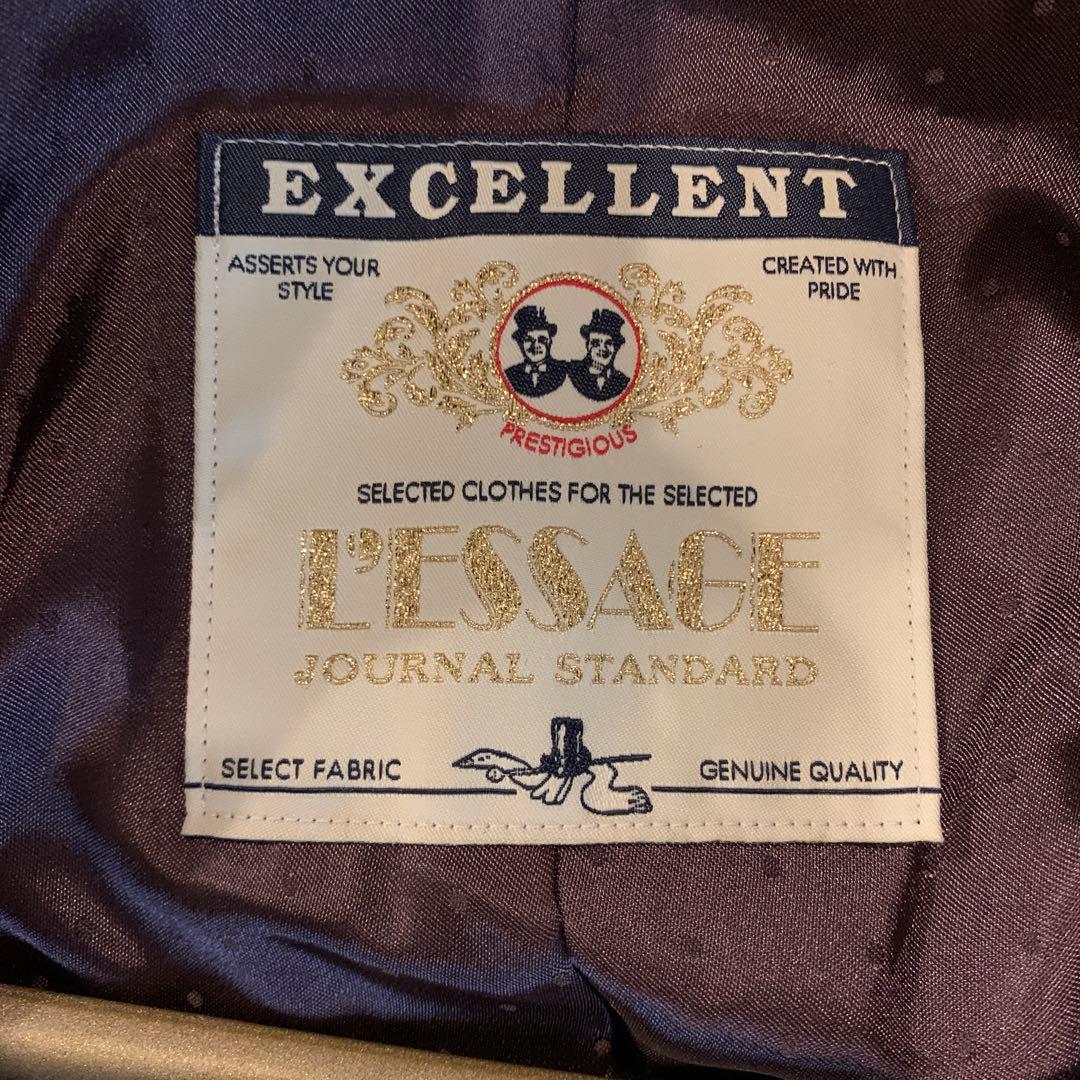 EXCELLENT
ASSERTS YOUR
STYLE
CREATED WITH
PRIDE
PRESTIGIOUS
SELECTED CLOTHES FOR THE SELECTED
L'ESSAGE
JOURNAL STANDARD
SELECT FABRIC
GENUINE QUALITY